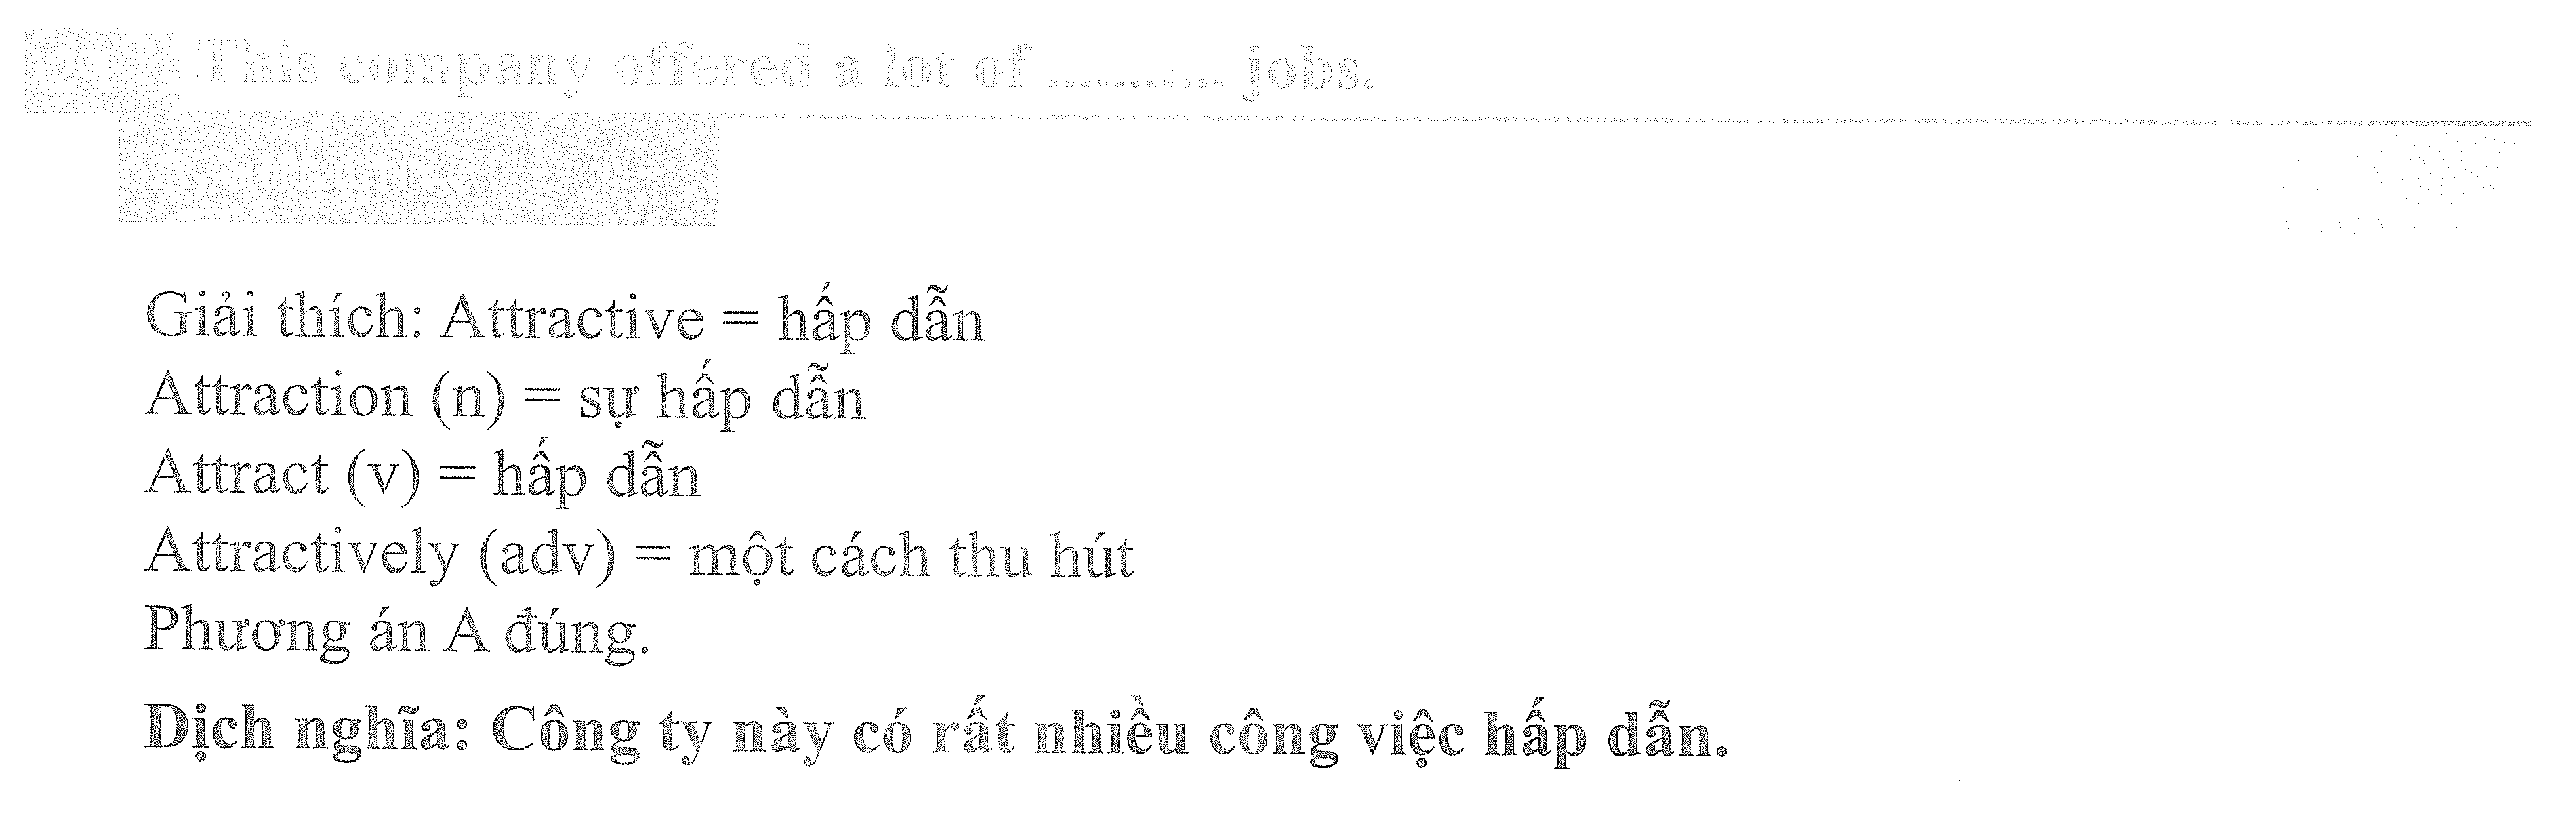 21 This company offered a lot of ........... jobs.
A. attractive
Giải thích: Attractive = hấp dẫn
Attraction (n) = sự hấp dẫn
Attract (v) = hấp dẫn
Attractively (adv) = một cách thu hút
Phương án A đúng.
Dịch nghĩa: Công ty này có rất nhiều công việc hấp dẫn.